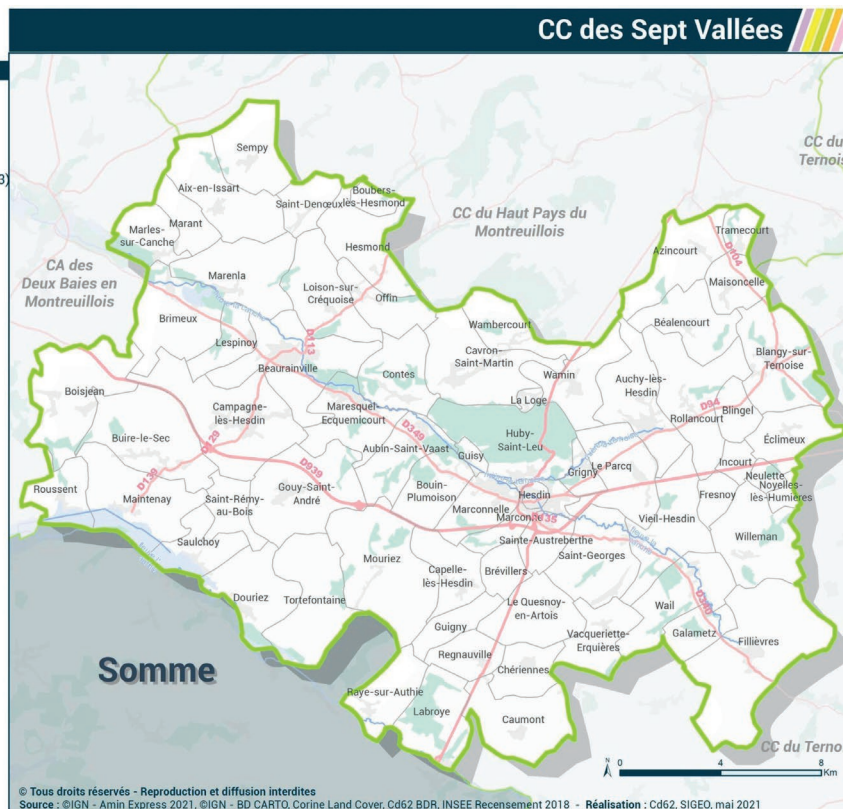 CC des Sept Vallées
3)
CC du
Ternois
Sempy
Aix-en-Issart
Saint-Denœux
Boubers-
lès-Hesmond
CC du Haut Pays du
Montreuillois
Marles-
sur-Canche
Marant
Hesmond
Tramecourt
Azincourt
D104
CA des
Deux Baies en
Montreuillois
Marenla
Loison-sur-
Créquoise
Offin
Maisoncelle
Brimeux
Wambercourt
Béalencourt
Lespinoy
D113
Cavron-
Saint-Martin
Blangy-sur-
Ternoise
Beaurainville
Contes
Wamin
Auchy-lès-
Hesdin
Boisjean
La Loge
Campagne-
lès-Hesdin
Maresquel-
Ecquemicourt
D349
Rollancourt
D94
Blingel
Buire-le-Sec
D129
Aubin-Saint-Vaast
Huby-
Saint-Leu
Éclimeux
D939
Guisy
Le Parcq
Grigny
Incourt
Roussent
D139
Maintenay
Saint-Rémy-
au-Bois
Gouy-Saint-
André
Bouin-
Plumoison
Hesdin
Neulette
Noyelles-
lès-Humières
Fresnoy
Marconnelle
Marconne
Vieil-Hesdin
Saulchoy
Sainte-Austreberthe
Willeman
Saint-Georges
Mouriez
Capelle-
lès-Hesdin
Brévillers
Douriez
Tortefontaine
Le Quesnoy-
en-Artois
Wail
D340
Guigny
Vacqueriette-
Erquières
Galametz
Fillièvres
Regnauville
Somme
Chériennes
Raye-sur-Authie
Labroye
Caumont
CC du Terno
N
0 4 8
Km
© Tous droits réservés - Reproduction et diffusion interdites
Source : ©IGN - Amin Express 2021, ©IGN - BD CARTO, Corine Land Cover, Cd62 BDR, INSEE Recensement 2018 - Réalisation : Cd62, SIGEO, mai 2021